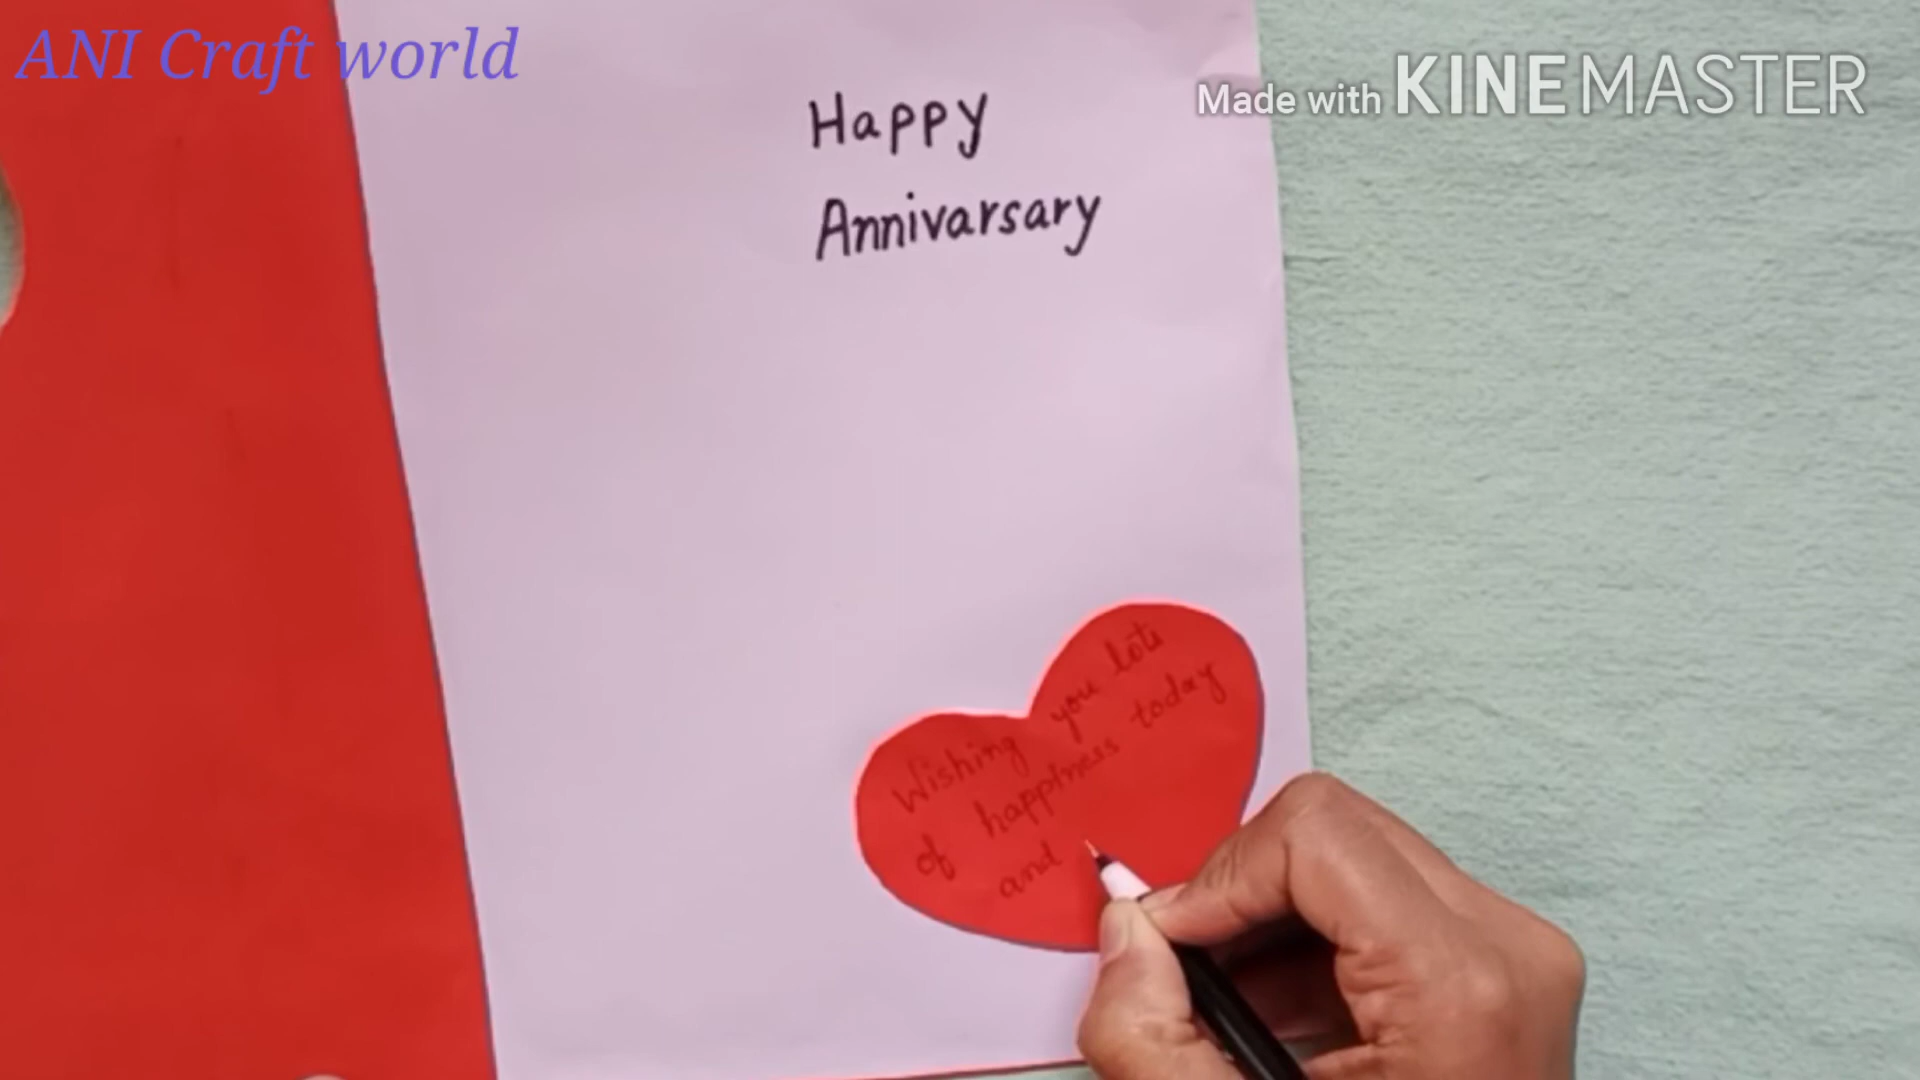 ANI Craft world
Made with KINEMASTER
Happy
Annivarsary
Wishing you lots
of happiness today
and